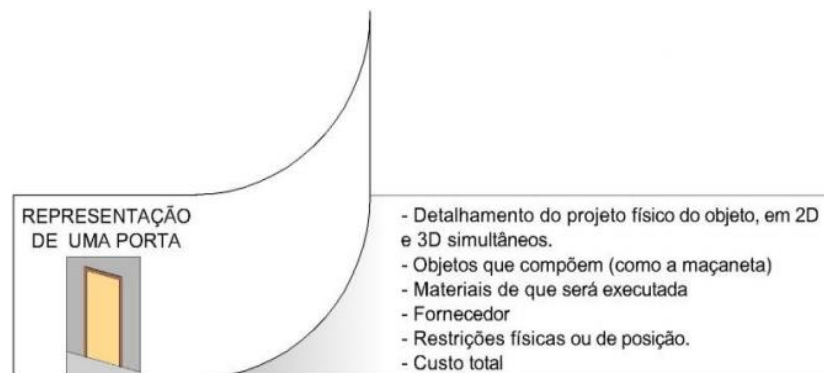 REPRESENTAÇÃO
DE UMA PORTA
- Detalhamento do projeto físico do objeto, em 2D
e 3D simultâneos.
- Objetos que compõem (como a maçaneta)
- Materiais de que será executada
- Fornecedor
- Restrições físicas ou de posição.
- Custo total